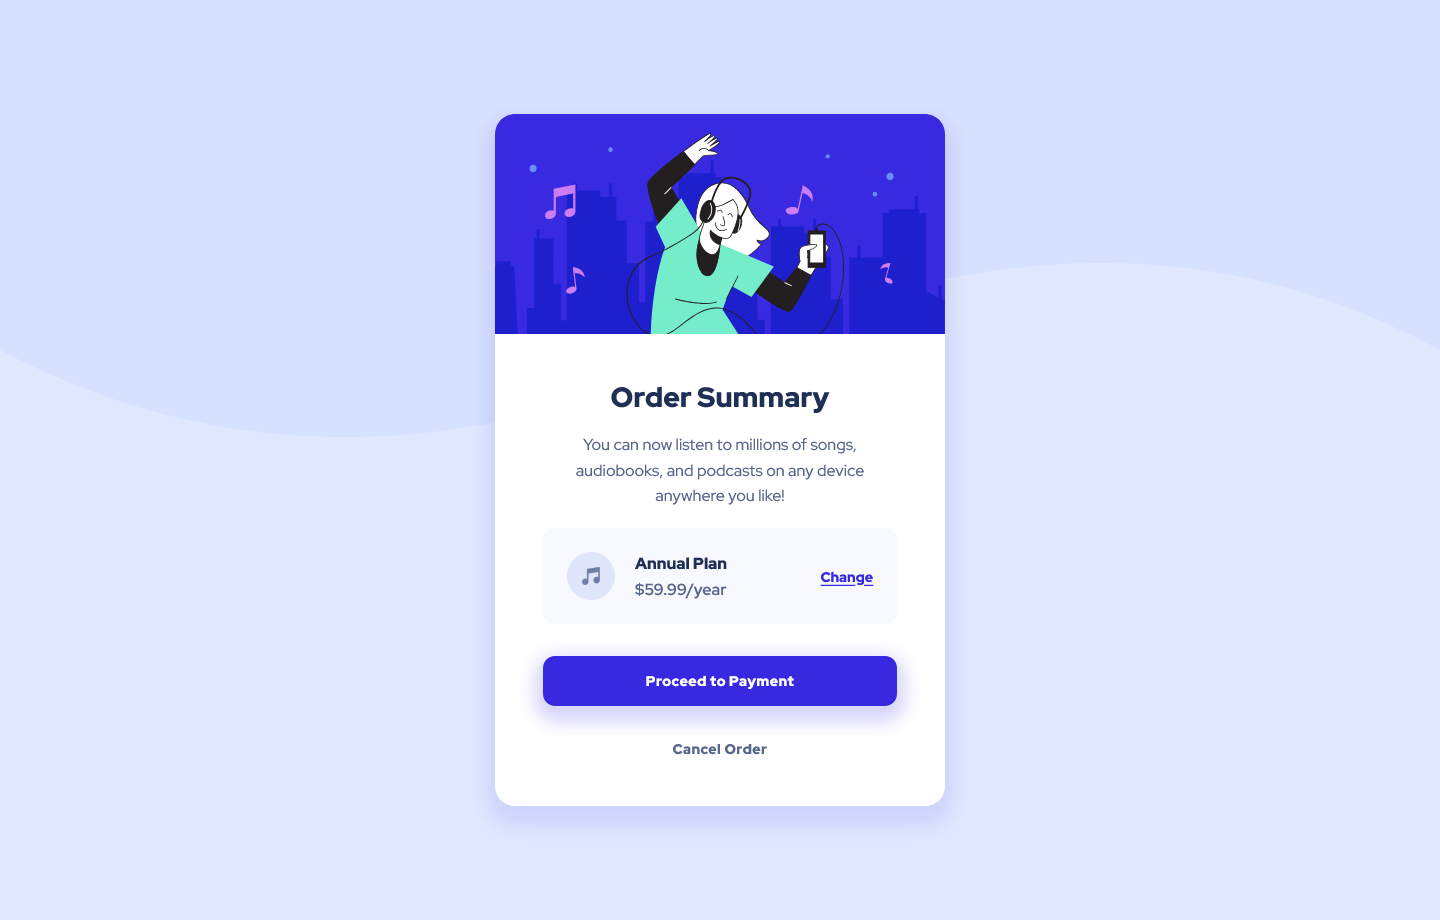 Order Summary
You can now listen to millions of songs,
audiobooks, and podcasts on any device
anywhere you like!
Annual Plan
$59.99/year
Change
Proceed to Payment
Cancel Order